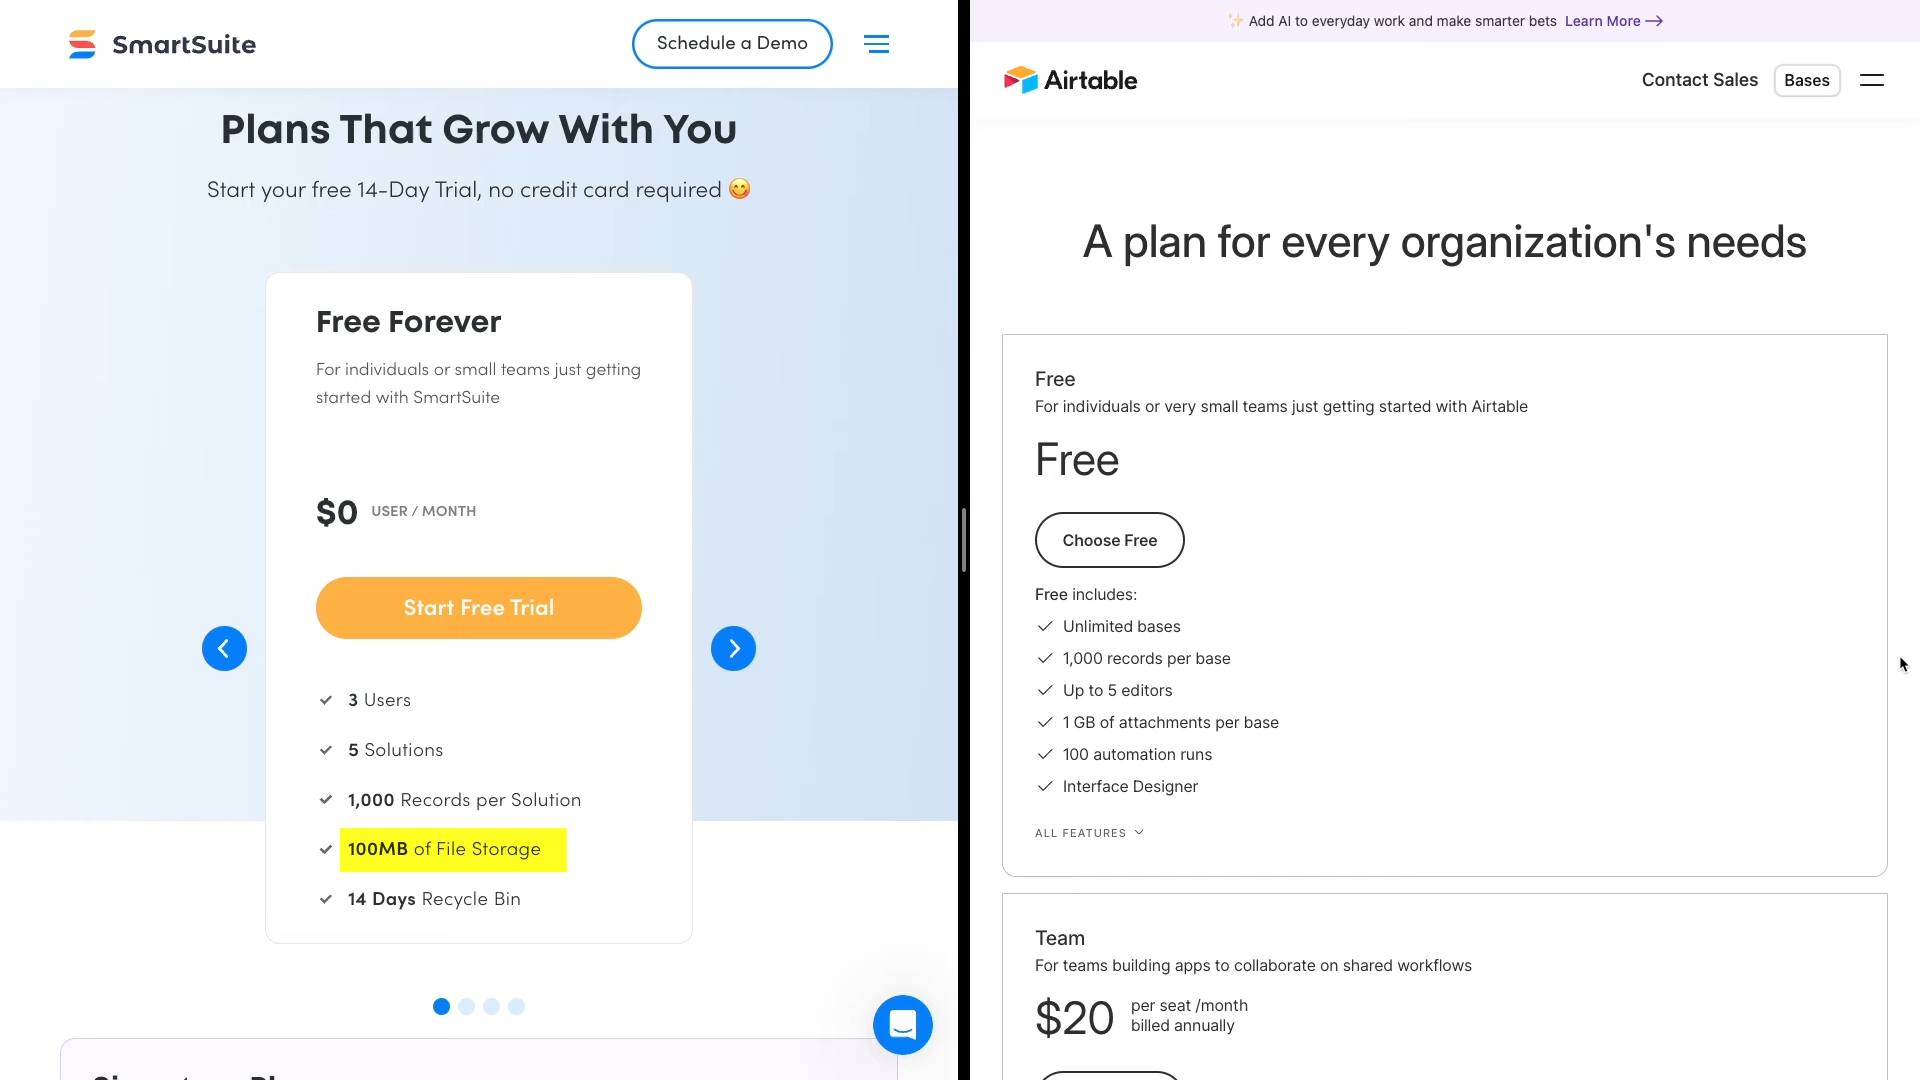 SmartSuite
Schedule a Demo
Plans That Grow With You
Start your free 14-Day Trial, no credit card required 😋
Free Forever
For individuals or small teams just getting
started with SmartSuite
$0 USER / MONTH
Start Free Trial
3 Users
5 Solutions
1,000 Records per Solution
100MB of File Storage
14 Days Recycle Bin
✨ Add AI to everyday work and make smarter bets Learn More →
Airtable
Contact Sales
Bases
A plan for every organization's needs
Free
For individuals or very small teams just getting started with Airtable
Free
Choose Free
Free includes:
Unlimited bases
1,000 records per base
Up to 5 editors
1 GB of attachments per base
100 automation runs
Interface Designer
ALL FEATURES
Team
For teams building apps to collaborate on shared workflows
$20 per seat /month
billed annually